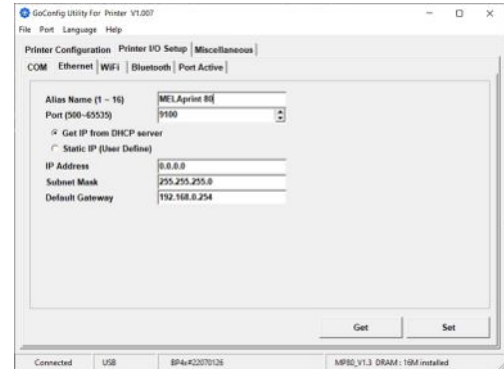 GoConfig Utility For Printer V1.007
File Port Language Help
Printer Configuration Printer I/O Setup Miscellaneous
COM Ethernet WiFi Bluetooth Port Active
Alias Name (1 ~ 16) MELAprint 80
Port (500~65535) 9100
Get IP from DHCP server
Static IP (User Define)
IP Address 0.0.0.0
Subnet Mask 255.255.255.0
Default Gateway 192.168.0.254
Get Set
Connected USB BP4x#22070126 MP80_V1.3 DRAM : 16M installed